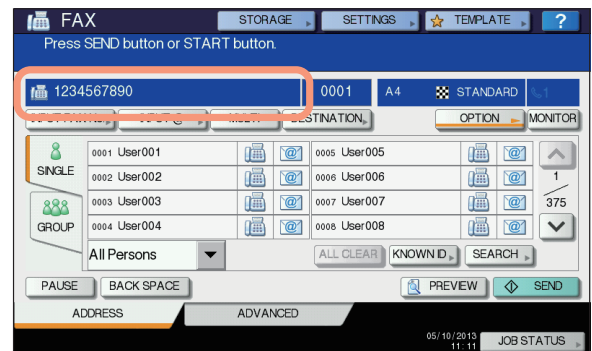 FAX STORAGE SETTINGS TEMPLATE ?
Press SEND button or START button.
1234567890 0001 A4 STANDARD 1
@ DESTINATION OPTION MONITOR
SINGLE
0001 User001 @ 0005 User005 @
0002 User002 @ 0006 User006 @
0003 User003 @ 0007 User007 @
0004 User004 @ 0008 User008 @
1
375
GROUP
All Persons ALL CLEAR KNOWN ID SEARCH
PAUSE BACK SPACE PREVIEW SEND
ADDRESS ADVANCED
05/10/2013
11:11
JOB STATUS